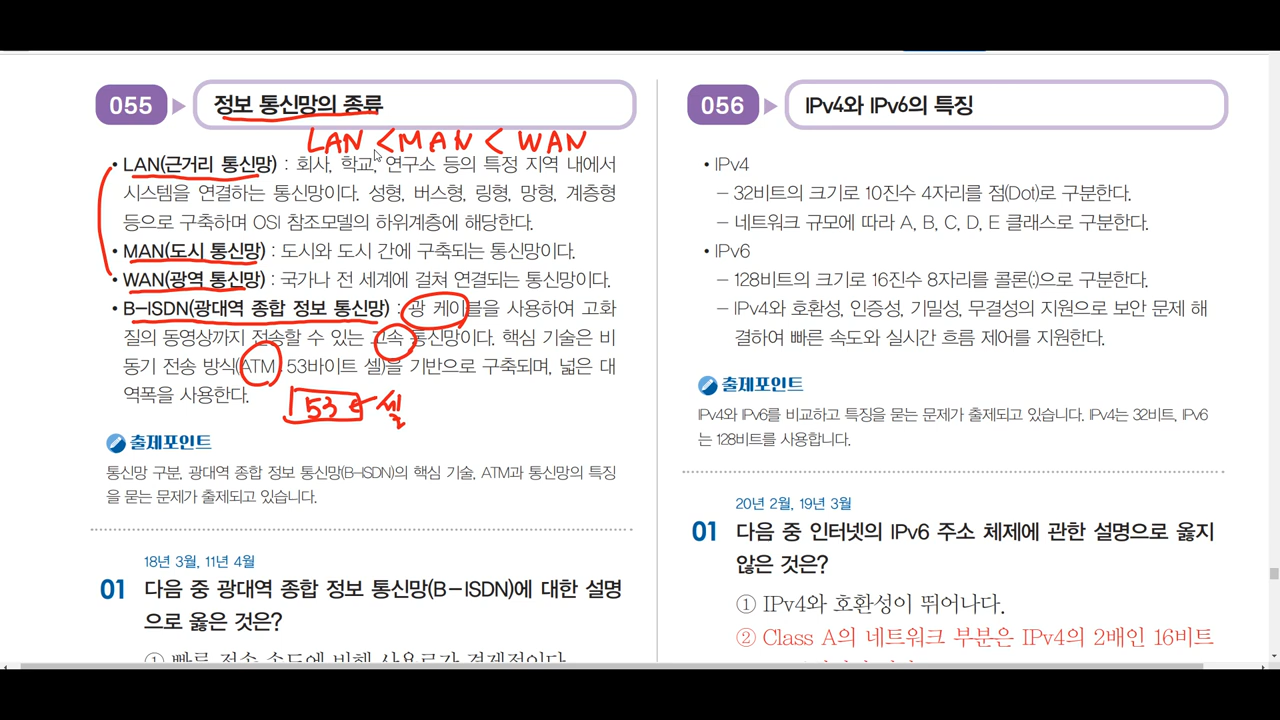 055 정보 통신망의 종류
LAN < MAN < WAN
• LAN(근거리 통신망) : 회사, 학교, 연구소 등의 특정 지역 내에서
시스템을 연결하는 통신망이다. 성형, 버스형, 링형, 망형, 계층형
등으로 구축하며 OSI 참조모델의 하위계층에 해당한다.
• MAN(도시 통신망) : 도시와 도시 간에 구축되는 통신망이다.
• WAN(광역 통신망) : 국가나 전 세계에 걸쳐 연결되는 통신망이다.
• B-ISDN(광대역 종합 정보 통신망) : 광 케이블을 사용하여 고화
질의 동영상까지 전송할 수 있는 고속 통신망이다. 핵심 기술은 비
동기 전송 방식(ATM, 53바이트 셀)을 기반으로 구축되며, 넓은 대
역폭을 사용한다.
53 셀
출제포인트
통신망 구분, 광대역 종합 정보 통신망(B-ISDN)의 핵심 기술, ATM과 통신망의 특징
을 묻는 문제가 출제되고 있습니다.
18년 3월, 11년 4월
01 다음 중 광대역 종합 정보 통신망(B-ISDN)에 대한 설명
으로 옳은 것은?
① 빠른 전송 속도에 비해 사용료가 경제적이다.
056 IPv4와 IPv6의 특징
• IPv4
- 32비트의 크기로 10진수 4자리를 점(Dot)로 구분한다.
- 네트워크 규모에 따라 A, B, C, D, E 클래스로 구분한다.
• IPv6
- 128비트의 크기로 16진수 8자리를 콜론(:)으로 구분한다.
- IPv4와 호환성, 인증성, 기밀성, 무결성의 지원으로 보안 문제 해
결하여 빠른 속도와 실시간 흐름 제어를 지원한다.
출제포인트
IPv4와 IPv6를 비교하고 특징을 묻는 문제가 출제되고 있습니다. IPv4는 32비트, IPv6
는 128비트를 사용합니다.
20년 2월, 19년 3월
01 다음 중 인터넷의 IPv6 주소 체제에 관한 설명으로 옳지
않은 것은?
① IPv4와 호환성이 뛰어나다.
② Class A의 네트워크 부분은 IPv4의 2배인 16비트